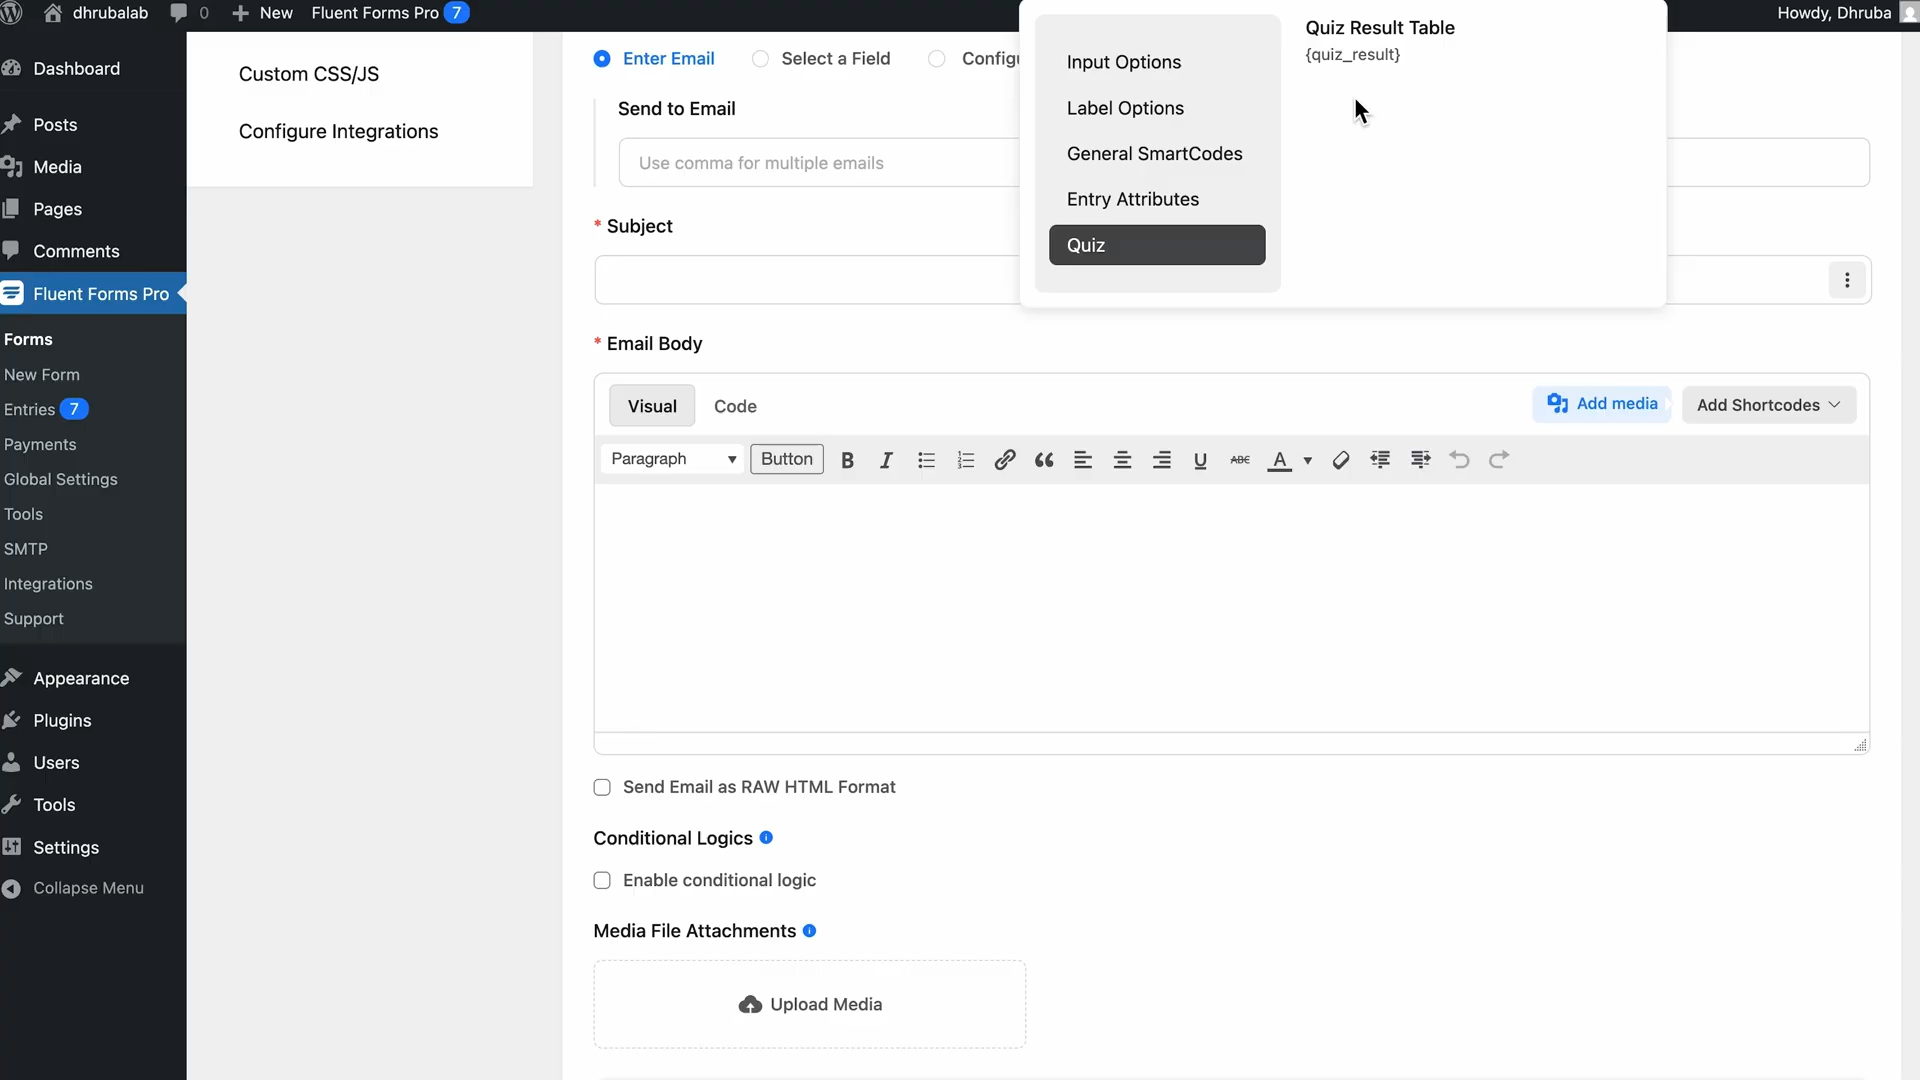 dhrubalab 0 New Fluent Forms Pro 7 Howdy, Dhruba
Dashboard
Posts
Media
Pages
Comments
Fluent Forms Pro
Forms
New Form
Entries 7
Payments
Global Settings
Tools
SMTP
Integrations
Support
Appearance
Plugins
Users
Tools
Settings
Collapse Menu
Custom CSS/JS
Configure Integrations
Enter Email Select a Field Configu
Send to Email
Use comma for multiple emails
* Subject
Input Options
Label Options
General SmartCodes
Entry Attributes
Quiz
Quiz Result Table
{quiz_result}
* Email Body
Visual Code Add media Add Shortcodes
Paragraph Button B I U ABC A
Send Email as RAW HTML Format
Conditional Logics
Enable conditional logic
Media File Attachments
Upload Media